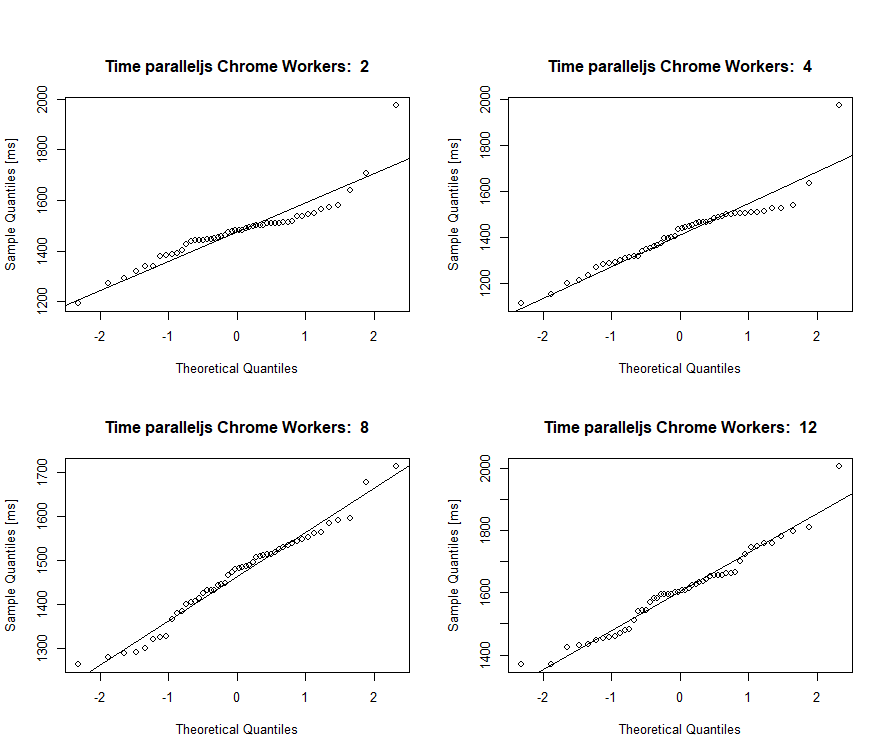 Time paralleljs Chrome Workers:  2
Sample Quantiles [ms]
2000
1800
1600
1400
1200
-2 -1 0 1 2
Theoretical Quantiles
Time paralleljs Chrome Workers:  4
Sample Quantiles [ms]
2000
1800
1600
1400
1200
-2 -1 0 1 2
Theoretical Quantiles
Time paralleljs Chrome Workers:  8
Sample Quantiles [ms]
1700
1600
1500
1400
1300
-2 -1 0 1 2
Theoretical Quantiles
Time paralleljs Chrome Workers:  12
Sample Quantiles [ms]
2000
1800
1600
1400
-2 -1 0 1 2
Theoretical Quantiles